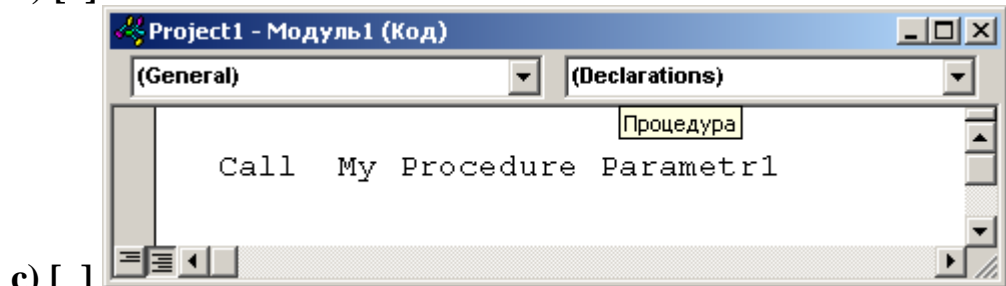 Project1 - Модуль1 (Код)
(General) (Declarations)
Процедура
Call My Procedure Parametr1
c) [ ]